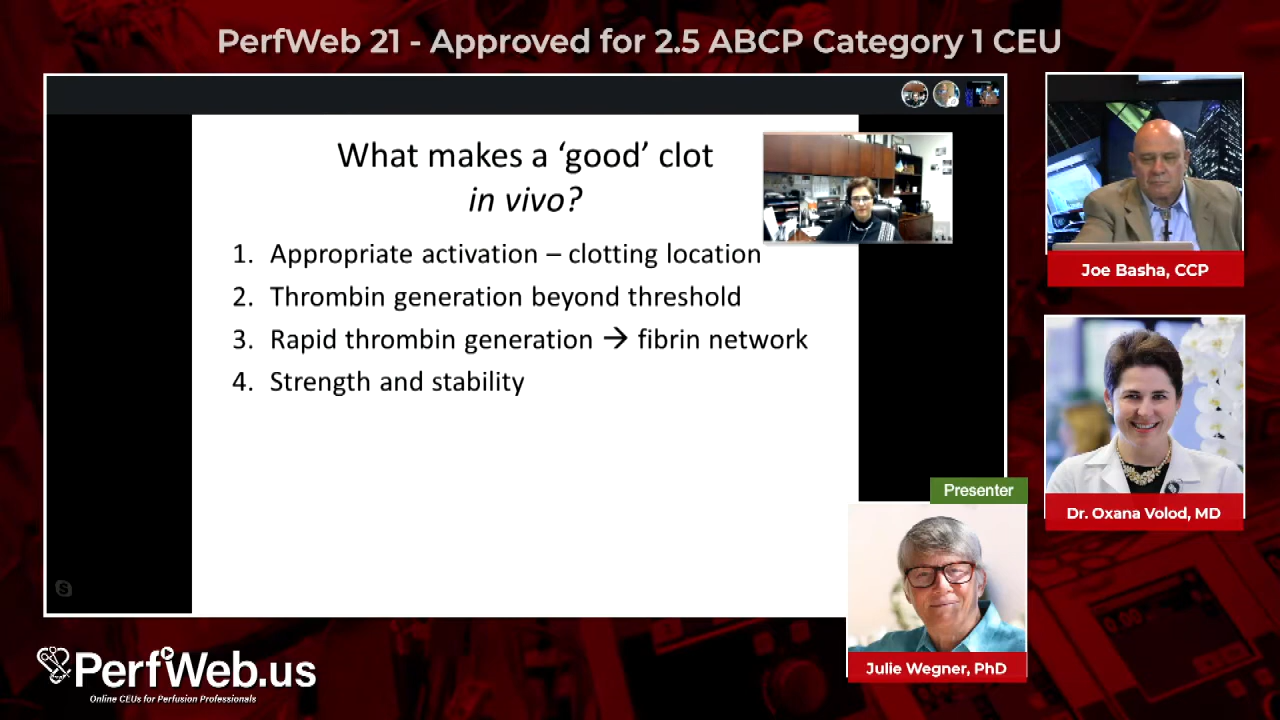 PerfWeb 21 - Approved for 2.5 ABCP Category 1 CEU
What makes a ‘good’ clot
in vivo?
1. Appropriate activation – clotting location
2. Thrombin generation beyond threshold
3. Rapid thrombin generation → fibrin network
4. Strength and stability
Joe Basha, CCP
Dr. Oxana Volod, MD
Presenter
Julie Wegner, PhD
PerfWeb.us
Online CEUs for Perfusion Professionals